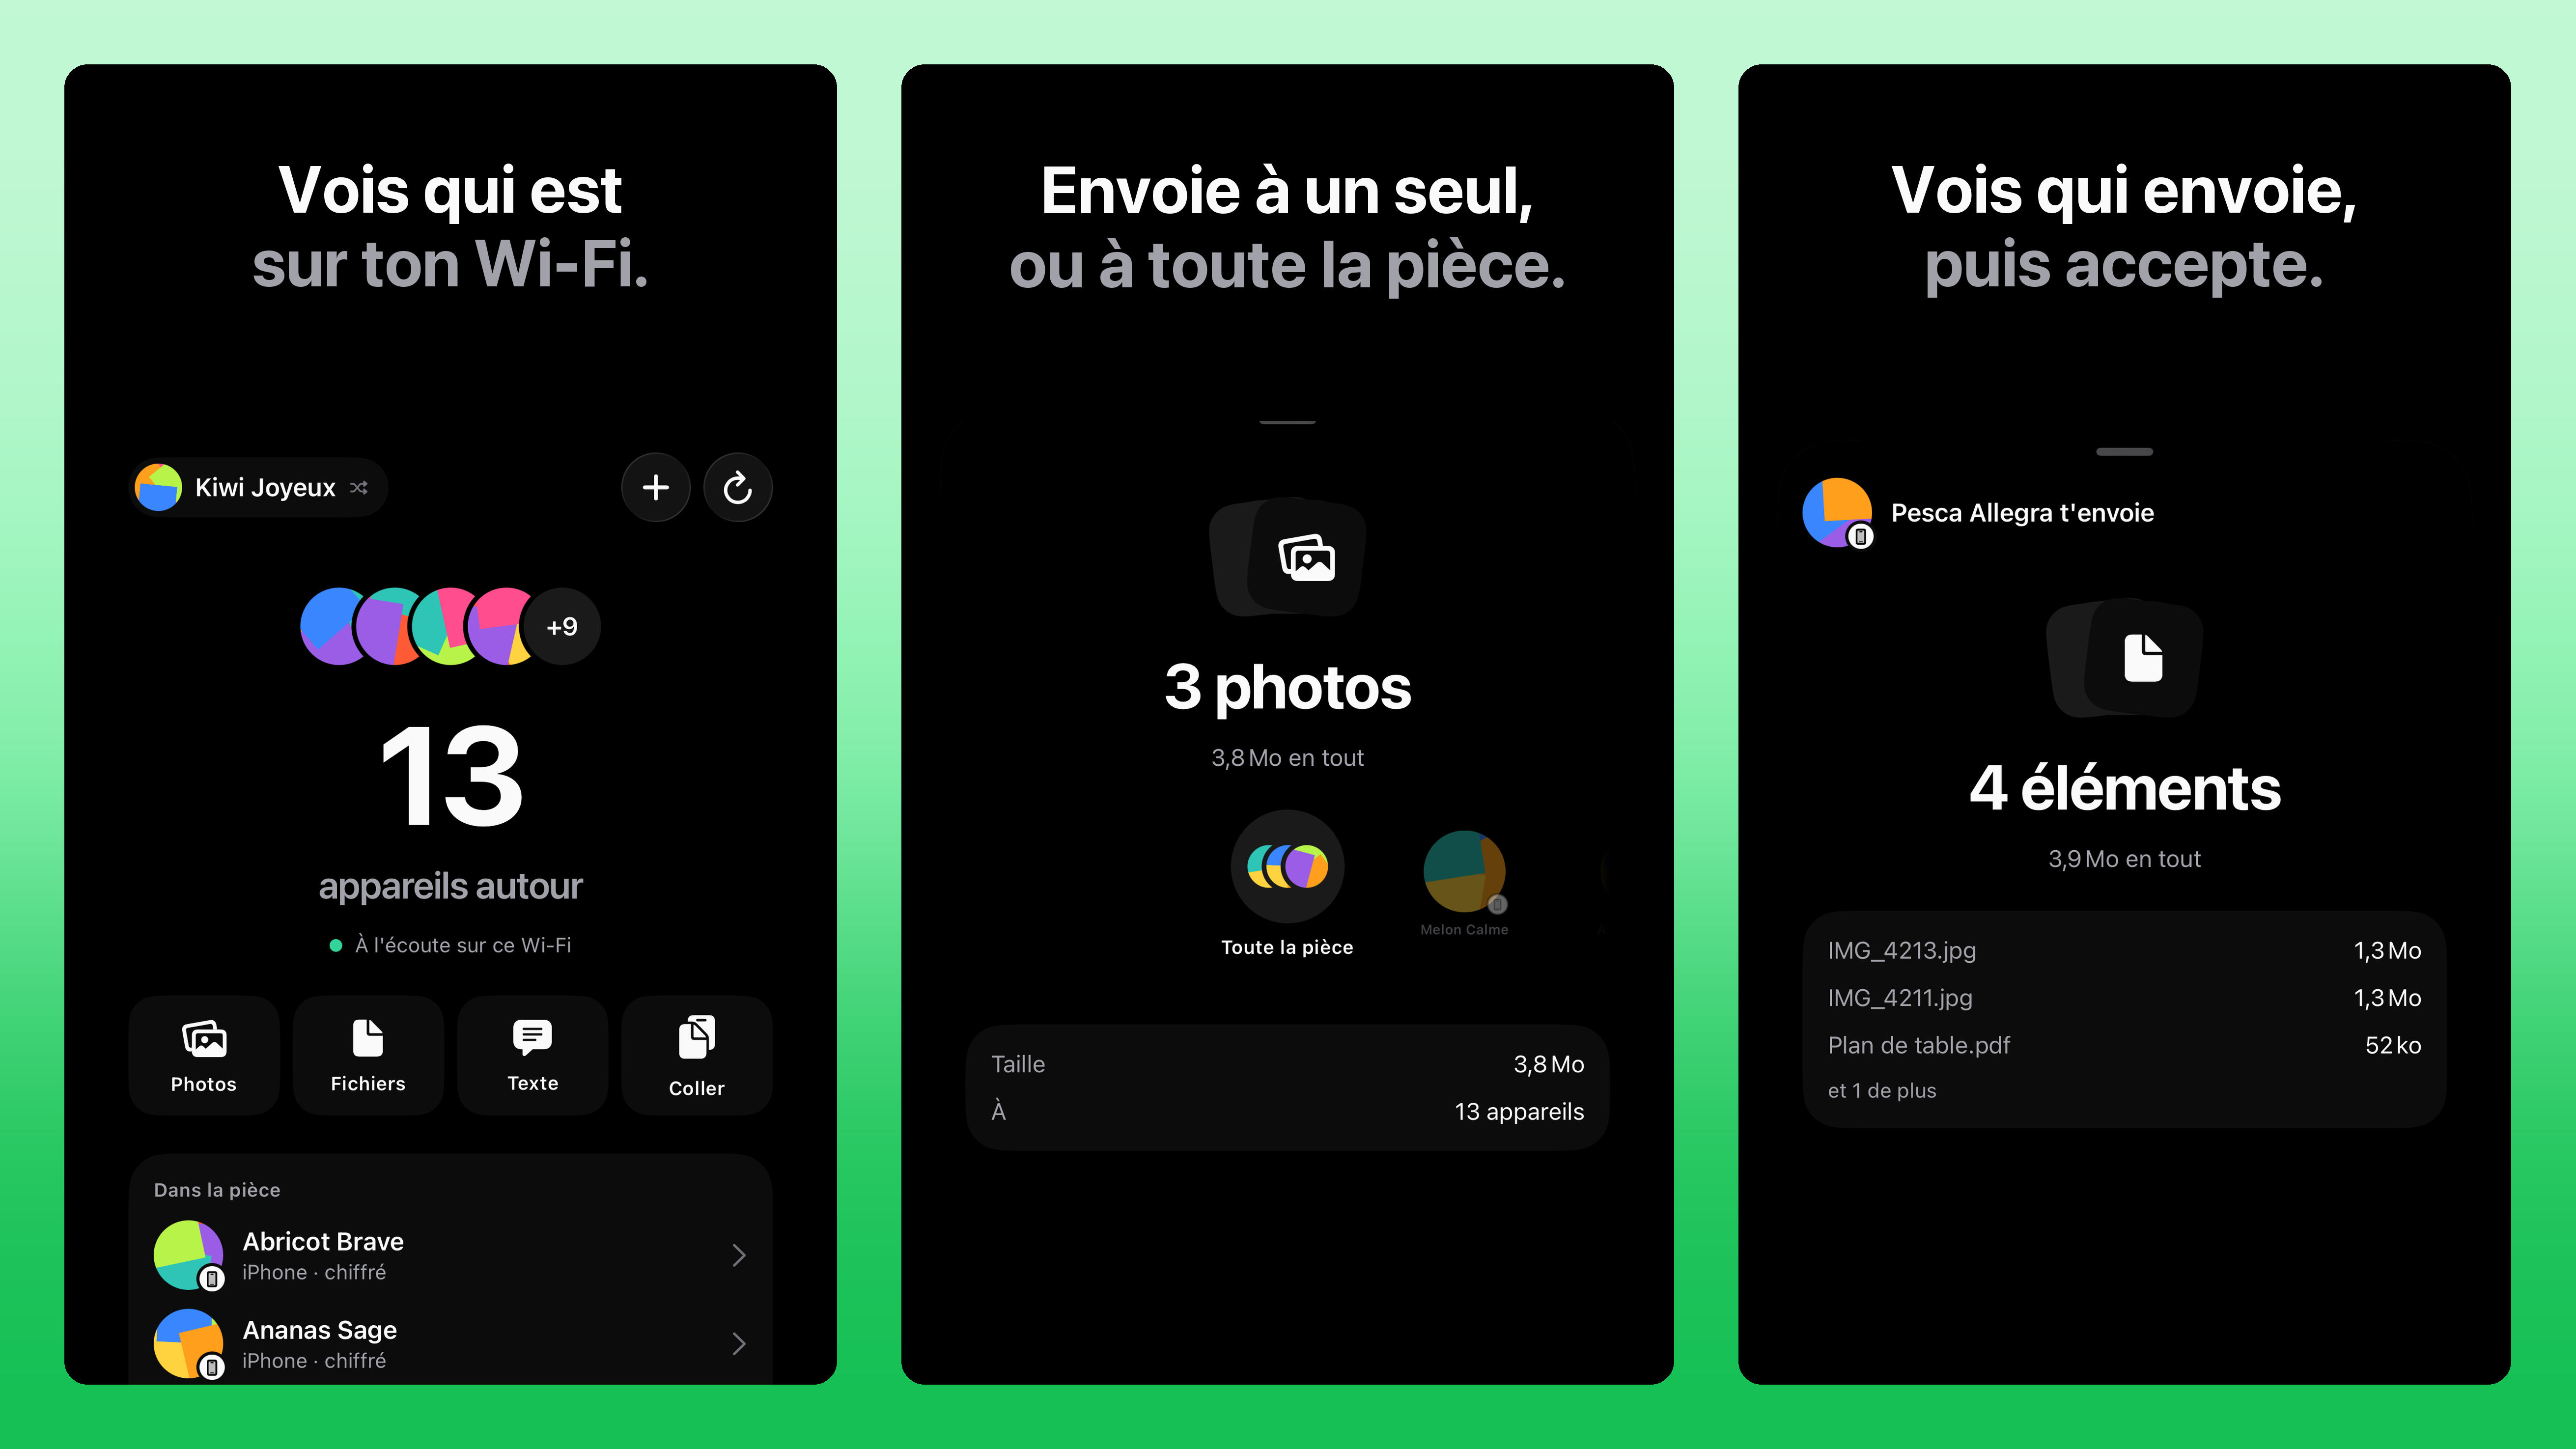 Vois qui est
sur ton Wi-Fi.
Kiwi Joyeux
+9
13
appareils autour
À l'écoute sur ce Wi-Fi
Photos
Fichiers
Texte
Coller
Dans la pièce
Abricot Brave
iPhone · chiffré
Ananas Sage
iPhone · chiffré
Envoie à un seul,
ou à toute la pièce.
3 photos
3,8 Mo en tout
Toute la pièce
Melon Calme
Taille 3,8 Mo
À 13 appareils
Vois qui envoie,
puis accepte.
Pesca Allegra t'envoie
4 éléments
3,9 Mo en tout
IMG_4213.jpg 1,3 Mo
IMG_4211.jpg 1,3 Mo
Plan de table.pdf 52 ko
et 1 de plus